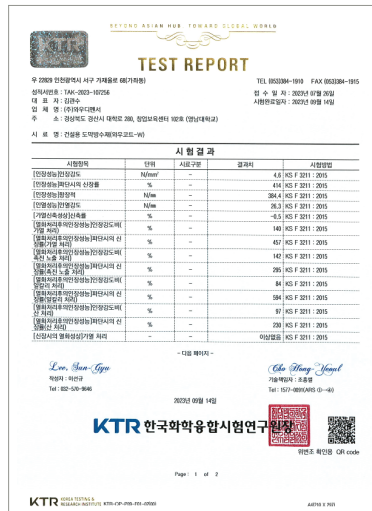 BEYOND ASIAN HUB, TOWARD GLOBAL WORLD
TEST REPORT
우 22829 인천광역시 서구 가재울로 68(가좌동)
TEL (053)384-1910 FAX (053)384-1915
성적서번호 : TAK-2023-107256
접 수 일 자 : 2023년 07월 26일
대 표 자 : 김관수
시험완료일자 : 2023년 09월 14일
업 체 명 : (주)와우디렌서
주 소 : 경상북도 경산시 대학로 280, 창업보육센터 102호 (영남대학교)
시 료 명 : 건설용 도막방수재(와우코트-W)
시 험 결 과
시험항목 단위 시료구분 결과치 시험방법
[인장성능]인장강도 N/mm² - 4.6 KS F 3211 : 2015
[인장성능]파단시의 신장률 % - 414 KS F 3211 : 2015
[인장성능]항장적 N/mm - 384.4 KS F 3211 : 2015
[인열성능]인열강도 N/mm - 26.3 KS F 3211 : 2015
[가열신축성상]신축률 % - -0.5 KS F 3211 : 2015
[열화처리후의인장성능]인장강도비(가열 처리) % - 140 KS F 3211 : 2015
[열화처리후의인장성능]파단시의 신장률(가열 처리) % - 457 KS F 3211 : 2015
[열화처리후의인장성능]인장강도비(촉진 노출 처리) % - 142 KS F 3211 : 2015
[열화처리후의인장성능]파단시의 신장률(촉진 노출 처리) % - 295 KS F 3211 : 2015
[열화처리후의인장성능]인장강도비(알칼리 처리) % - 84 KS F 3211 : 2015
[열화처리후의인장성능]파단시의 신장률(알칼리 처리) % - 594 KS F 3211 : 2015
[열화처리후의인장성능]인장강도비(산 처리) % - 97 KS F 3211 : 2015
[열화처리후의인장성능]파단시의 신장률(산 처리) % - 230 KS F 3211 : 2015
[신장시의 열화성상]가열 처리 - - 이상없음 KS F 3211 : 2015
- 다음 페이지 -
Lee, Sun-Gyu
Cho Hong-Yeoul
작성자 : 이선규
기술책임자 : 조홍열
Tel : 032-570-9646
Tel : 1577-0091(ARS ①→④)
2023년 09월 14일
KTR 한국화학융합시험연구원장
위변조 확인용 QR code
Page : 1 of 2
KTR KOREA TESTING & RESEARCH INSTITUTE